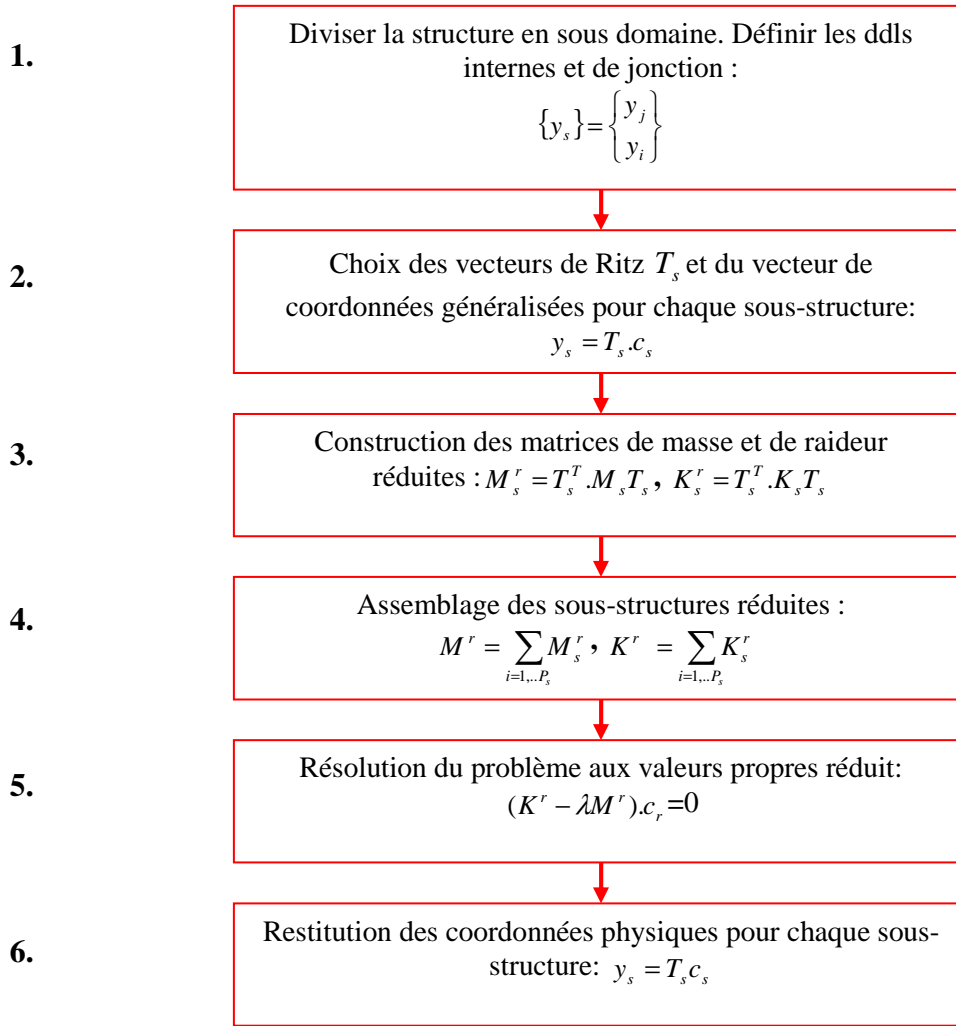 1.
Diviser la structure en sous domaine. Définir les ddls
internes et de jonction :
{y_s} = {y_j
y_i}
2.
Choix des vecteurs de Ritz T_s et du vecteur de
coordonnées généralisées pour chaque sous-structure:
y_s = T_s.c_s
3.
Construction des matrices de masse et de raideur
réduites : M_s^r = T_s^T.M_sT_s, K_s^r = T_s^T.K_sT_s
4.
Assemblage des sous-structures réduites :
M^r = ∑_{i=1,..P_s} M_s^r, K^r = ∑_{i=1,..P_s} K_s^r
5.
Résolution du problème aux valeurs propres réduit:
(K^r − λM^r).c_r=0
6.
Restitution des coordonnées physiques pour chaque sous-
structure: y_s = T_sc_s